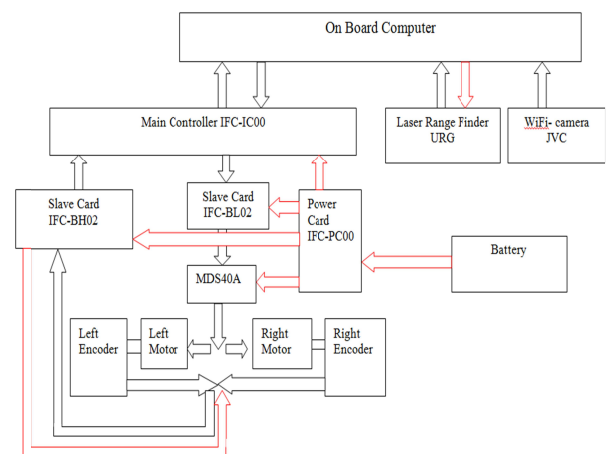 On Board Computer
Main Controller IFC-IC00
Laser Range Finder
URG
WiFi- camera
JVC
Slave Card
IFC-BH02
Slave Card
IFC-BL02
Power
Card
IFC-PC00
Battery
MDS40A
Left
Encoder
Left
Motor
Right
Motor
Right
Encoder